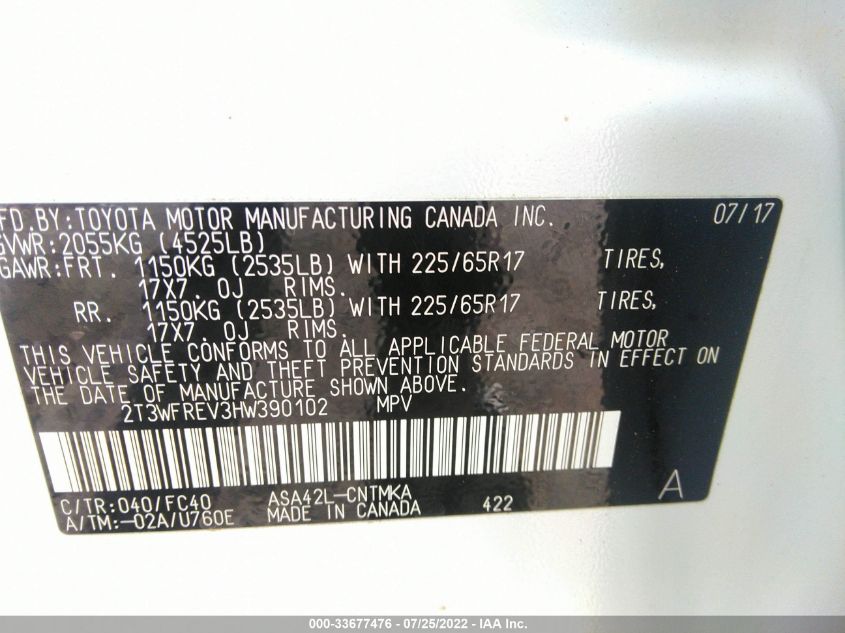 FD.BY:TOYOTA MOTOR MANUFACTURING CANADA INC. 07/17
GVWR:2055KG (4525LB)
GAWR:FRT. 1150KG (2535LB) WITH 225/65R17 TIRES,
17X7.0J RIMS.
RR. 1150KG (2535LB) WITH 225/65R17 TIRES,
17X7.0J RIMS.
THIS VEHICLE CONFORMS TO ALL APPLICABLE FEDERAL MOTOR
VEHICLE SAFETY AND THEFT PREVENTION STANDARDS IN EFFECT ON
THE DATE OF MANUFACTURE SHOWN ABOVE.
2T3WFREV3HW390102 MPV
C/TR:040/FC40 ASA42L-CNTMKA 422 A
A/TM:-02A/U760E MADE IN CANADA
000-33677476 - 07/25/2022 - IAA Inc.